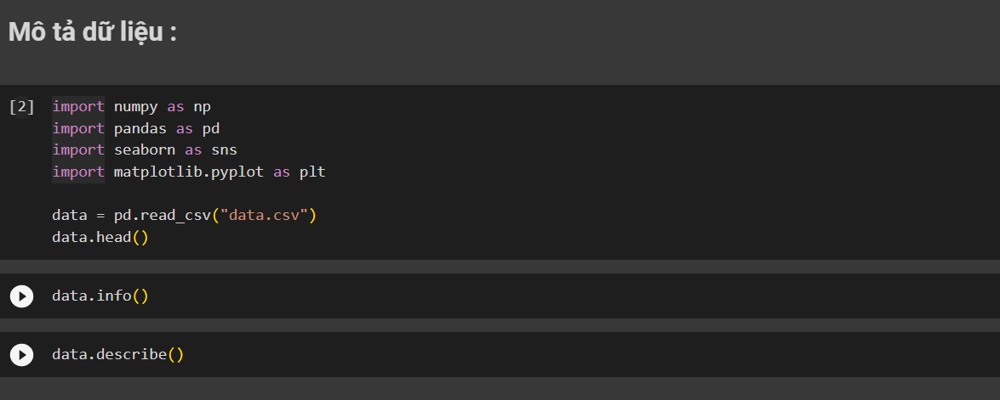 Mô tả dữ liệu :
[2]
import numpy as np
import pandas as pd
import seaborn as sns
import matplotlib.pyplot as plt
data = pd.read_csv("data.csv")
data.head()
data.info()
data.describe()